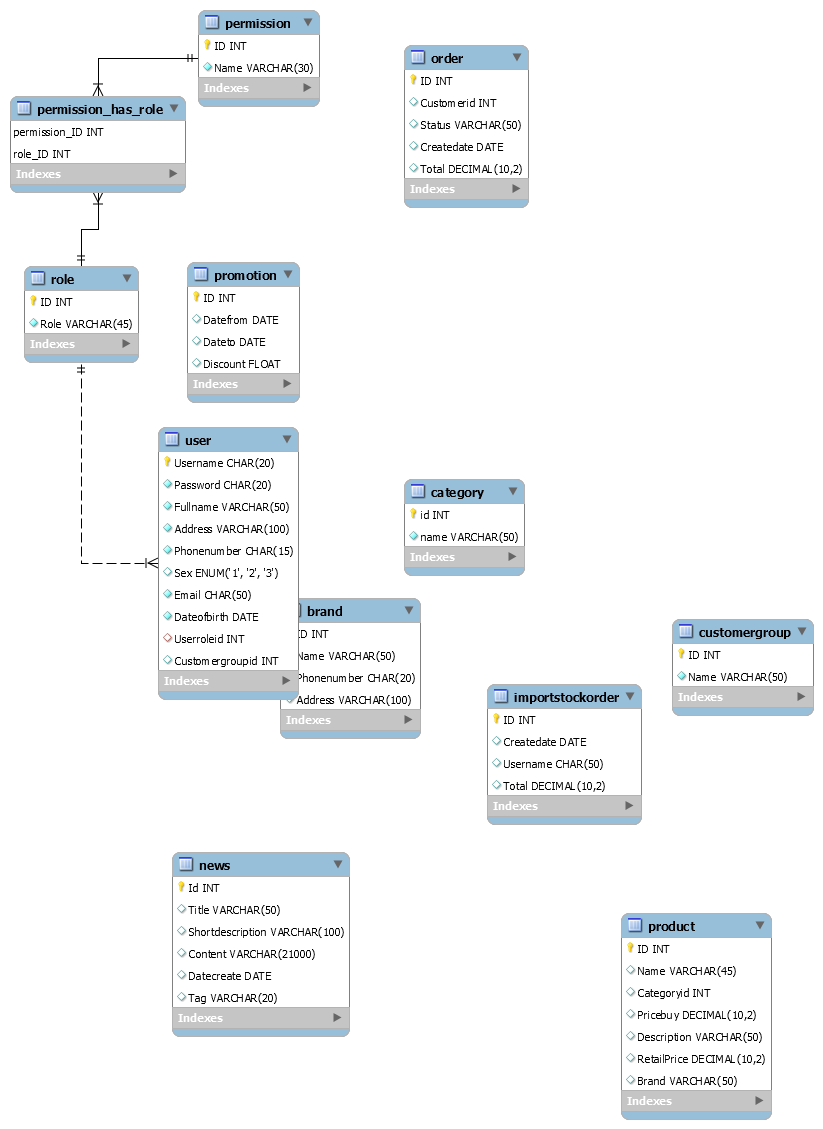 permission
ID INT
Name VARCHAR(30)
Indexes
order
ID INT
Customerid INT
Status VARCHAR(50)
Createdate DATE
Total DECIMAL(10,2)
Indexes
permission_has_role
permission_ID INT
role_ID INT
Indexes
role
ID INT
Role VARCHAR(45)
Indexes
promotion
ID INT
Datefrom DATE
Dateto DATE
Discount FLOAT
Indexes
user
Username CHAR(20)
Password CHAR(20)
Fullname VARCHAR(50)
Address VARCHAR(100)
Phonenumber CHAR(15)
Sex ENUM('1', '2', '3')
Email CHAR(50)
Dateofbirth DATE
Userroleid INT
Customergroupid INT
Indexes
category
id INT
name VARCHAR(50)
Indexes
brand
ID INT
Name VARCHAR(50)
Phonenumber CHAR(20)
Address VARCHAR(100)
Indexes
customergroup
ID INT
Name VARCHAR(50)
Indexes
importstockorder
ID INT
Createdate DATE
Username CHAR(50)
Total DECIMAL(10,2)
Indexes
news
Id INT
Title VARCHAR(50)
Shortdescription VARCHAR(100)
Content VARCHAR(21000)
Datecreate DATE
Tag VARCHAR(20)
Indexes
product
ID INT
Name VARCHAR(45)
Categoryid INT
Pricebuy DECIMAL(10,2)
Description VARCHAR(50)
RetailPrice DECIMAL(10,2)
Brand VARCHAR(50)
Indexes